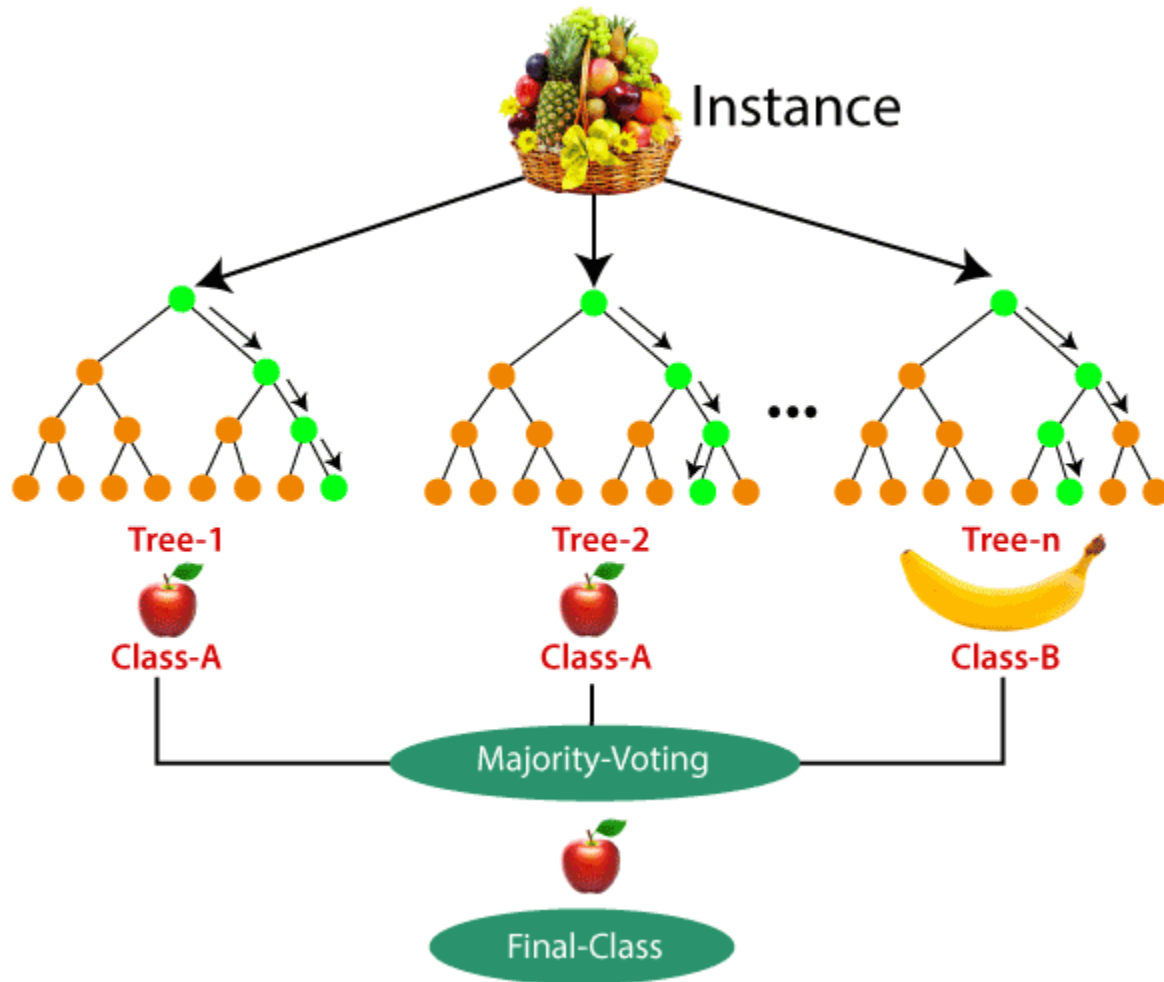 Instance
Tree-1
Tree-2
Tree-n
Class-A
Class-A
Class-B
Majority-Voting
Final-Class